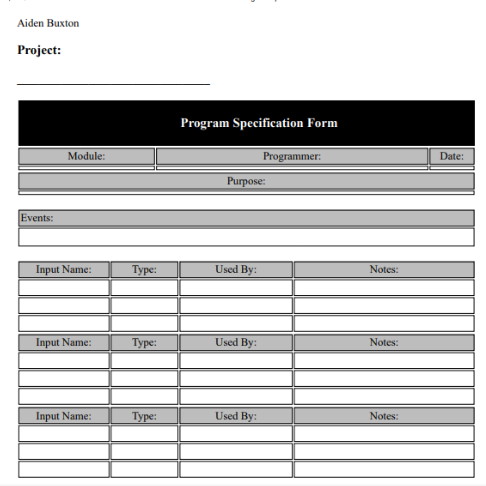 Aiden Buxton
Project:
Program Specification Form
Module: Programmer: Date:
Purpose:
Events:
Input Name: Type: Used By: Notes:
Input Name: Type: Used By: Notes:
Input Name: Type: Used By: Notes: